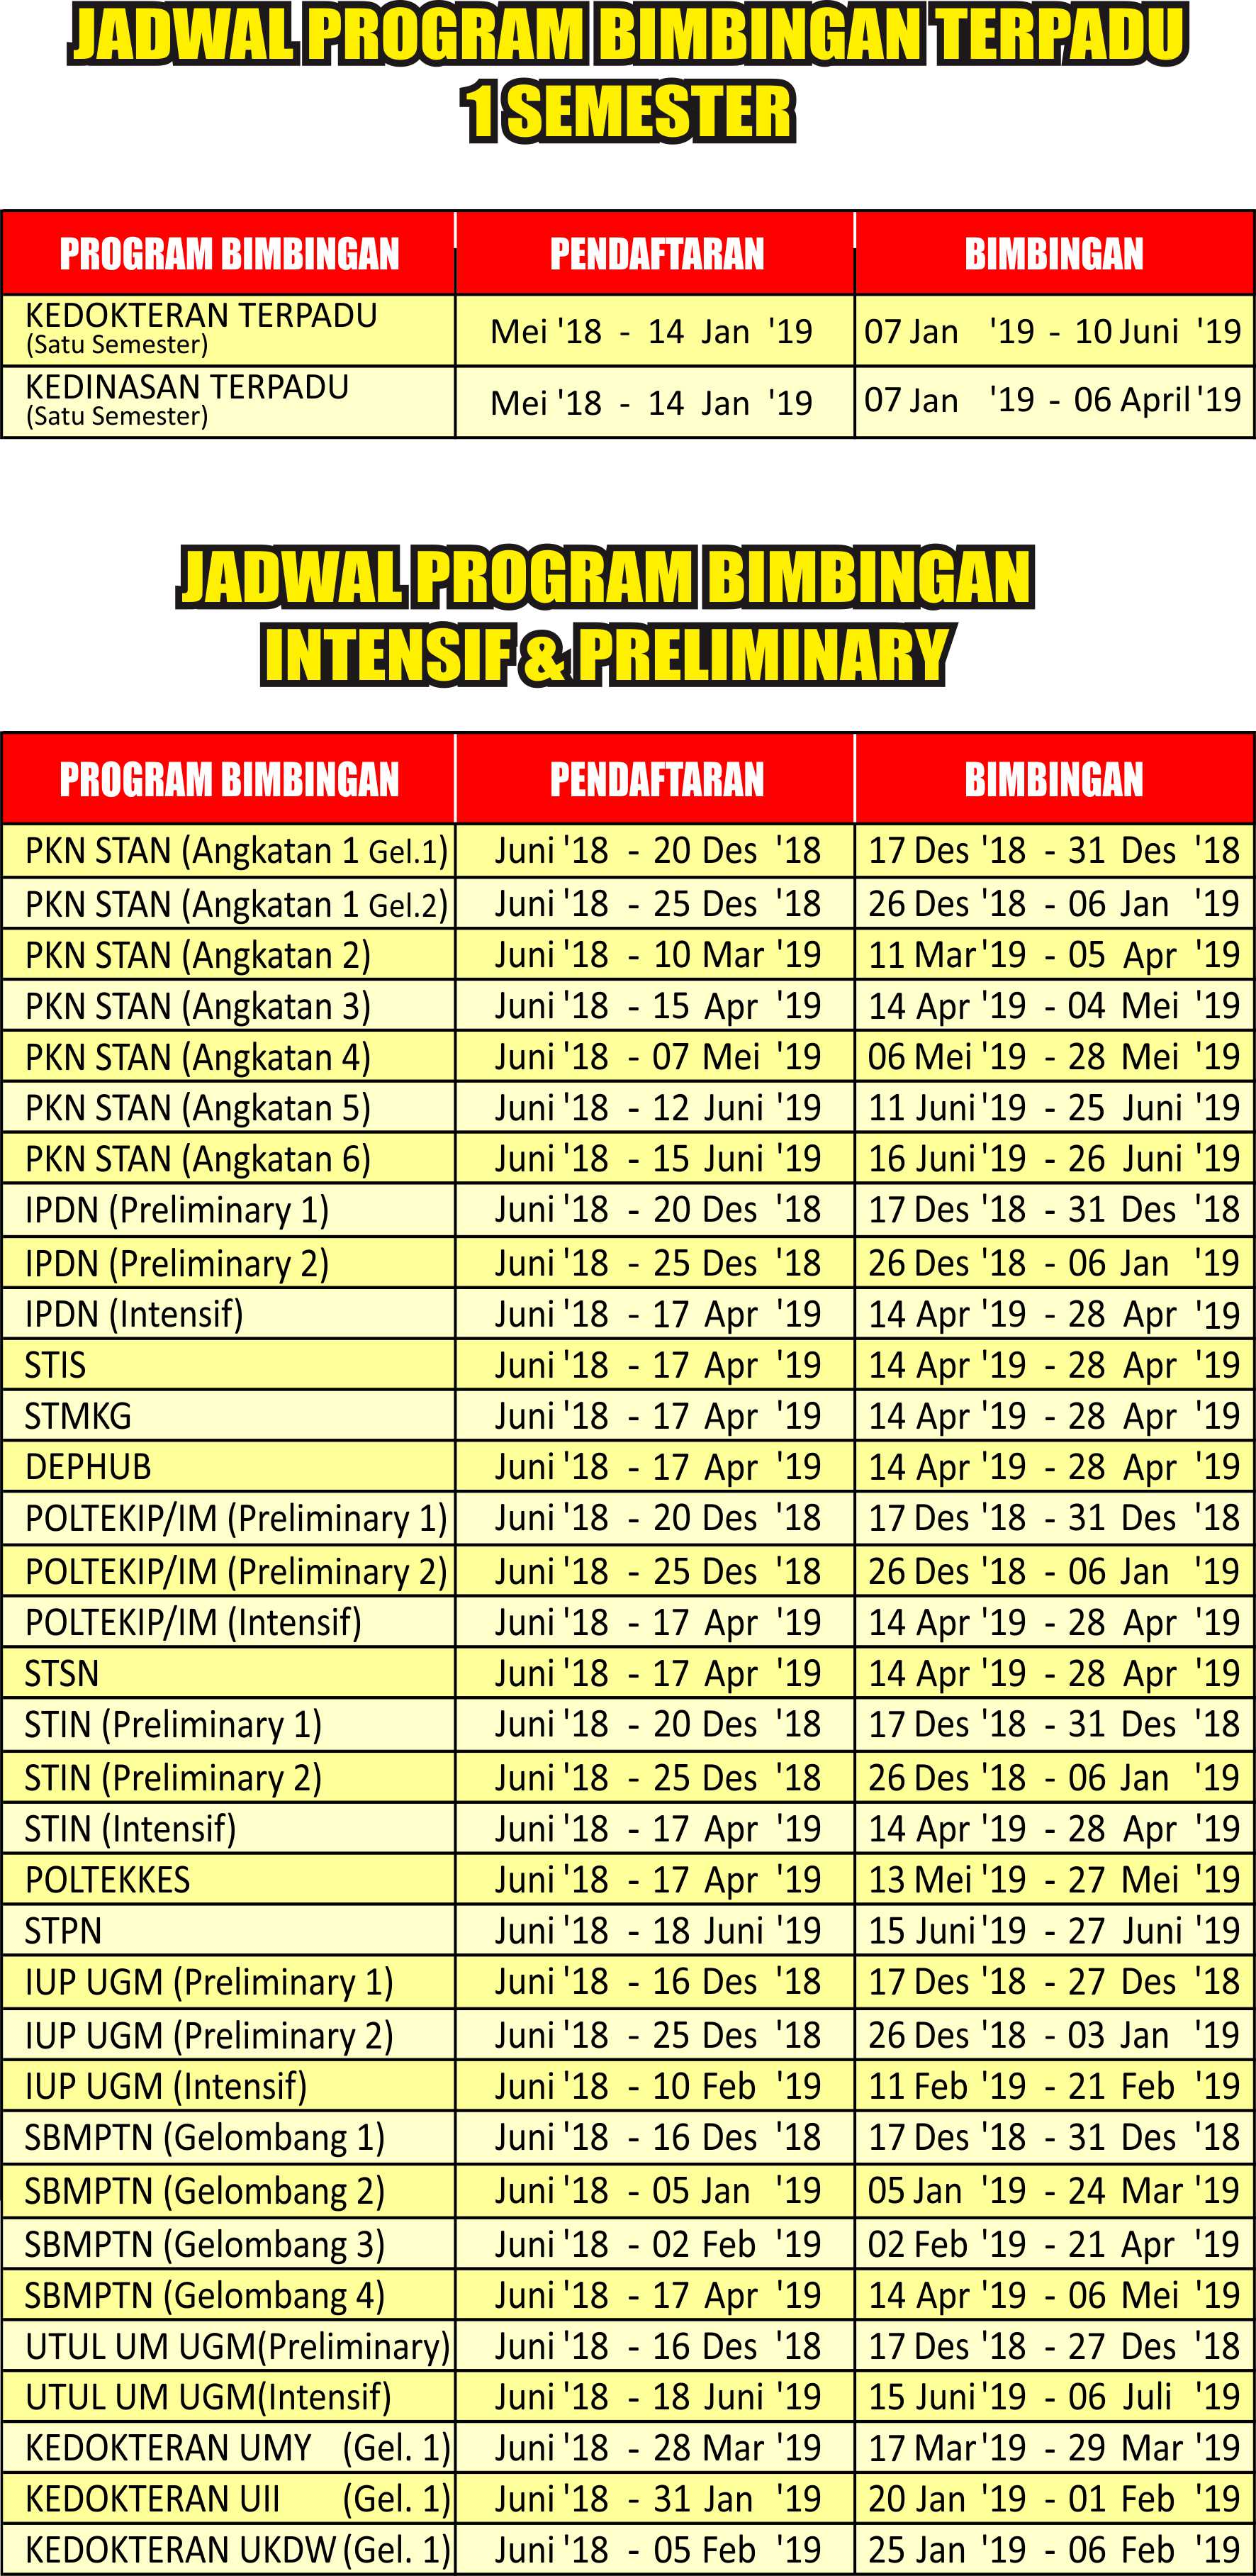 JADWAL PROGRAM BIMBINGAN TERPADU
1 SEMESTER
PROGRAM BIMBINGAN PENDAFTARAN BIMBINGAN
KEDOKTERAN TERPADU
(Satu Semester) Mei '18 - 14 Jan '19 07 Jan '19 - 10 Juni '19
KEDINASAN TERPADU
(Satu Semester) Mei '18 - 14 Jan '19 07 Jan '19 - 06 April '19
JADWAL PROGRAM BIMBINGAN
INTENSIF & PRELIMINARY
PROGRAM BIMBINGAN PENDAFTARAN BIMBINGAN
PKN STAN (Angkatan 1 Gel.1) Juni '18 - 20 Des '18 17 Des '18 - 31 Des '18
PKN STAN (Angkatan 1 Gel.2) Juni '18 - 25 Des '18 26 Des '18 - 06 Jan '19
PKN STAN (Angkatan 2) Juni '18 - 10 Mar '19 11 Mar '19 - 05 Apr '19
PKN STAN (Angkatan 3) Juni '18 - 15 Apr '19 14 Apr '19 - 04 Mei '19
PKN STAN (Angkatan 4) Juni '18 - 07 Mei '19 06 Mei '19 - 28 Mei '19
PKN STAN (Angkatan 5) Juni '18 - 12 Juni '19 11 Juni '19 - 25 Juni '19
PKN STAN (Angkatan 6) Juni '18 - 15 Juni '19 16 Juni '19 - 26 Juni '19
IPDN (Preliminary 1) Juni '18 - 20 Des '18 17 Des '18 - 31 Des '18
IPDN (Preliminary 2) Juni '18 - 25 Des '18 26 Des '18 - 06 Jan '19
IPDN (Intensif) Juni '18 - 17 Apr '19 14 Apr '19 - 28 Apr '19
STIS Juni '18 - 17 Apr '19 14 Apr '19 - 28 Apr '19
STMKG Juni '18 - 17 Apr '19 14 Apr '19 - 28 Apr '19
DEPHUB Juni '18 - 17 Apr '19 14 Apr '19 - 28 Apr '19
POLTEKIP/IM (Preliminary 1) Juni '18 - 20 Des '18 17 Des '18 - 31 Des '18
POLTEKIP/IM (Preliminary 2) Juni '18 - 25 Des '18 26 Des '18 - 06 Jan '19
POLTEKIP/IM (Intensif) Juni '18 - 17 Apr '19 14 Apr '19 - 28 Apr '19
STSN Juni '18 - 17 Apr '19 14 Apr '19 - 28 Apr '19
STIN (Preliminary 1) Juni '18 - 20 Des '18 17 Des '18 - 31 Des '18
STIN (Preliminary 2) Juni '18 - 25 Des '18 26 Des '18 - 06 Jan '19
STIN (Intensif) Juni '18 - 17 Apr '19 14 Apr '19 - 28 Apr '19
POLTEKKES Juni '18 - 17 Apr '19 13 Mei '19 - 27 Mei '19
STPN Juni '18 - 18 Juni '19 15 Juni '19 - 27 Juni '19
IUP UGM (Preliminary 1) Juni '18 - 16 Des '18 17 Des '18 - 27 Des '18
IUP UGM (Preliminary 2) Juni '18 - 25 Des '18 26 Des '18 - 03 Jan '19
IUP UGM (Intensif) Juni '18 - 10 Feb '19 11 Feb '19 - 21 Feb '19
SBMPTN (Gelombang 1) Juni '18 - 16 Des '18 17 Des '18 - 31 Des '18
SBMPTN (Gelombang 2) Juni '18 - 05 Jan '19 05 Jan '19 - 24 Mar '19
SBMPTN (Gelombang 3) Juni '18 - 02 Feb '19 02 Feb '19 - 21 Apr '19
SBMPTN (Gelombang 4) Juni '18 - 17 Apr '19 14 Apr '19 - 06 Mei '19
UTUL UM UGM(Preliminary) Juni '18 - 16 Des '18 17 Des '18 - 27 Des '18
UTUL UM UGM(Intensif) Juni '18 - 18 Juni '19 15 Juni '19 - 06 Juli '19
KEDOKTERAN UMY (Gel. 1) Juni '18 - 28 Mar '19 17 Mar '19 - 29 Mar '19
KEDOKTERAN UII (Gel. 1) Juni '18 - 31 Jan '19 20 Jan '19 - 01 Feb '19
KEDOKTERAN UKDW (Gel. 1) Juni '18 - 05 Feb '19 25 Jan '19 - 06 Feb '19